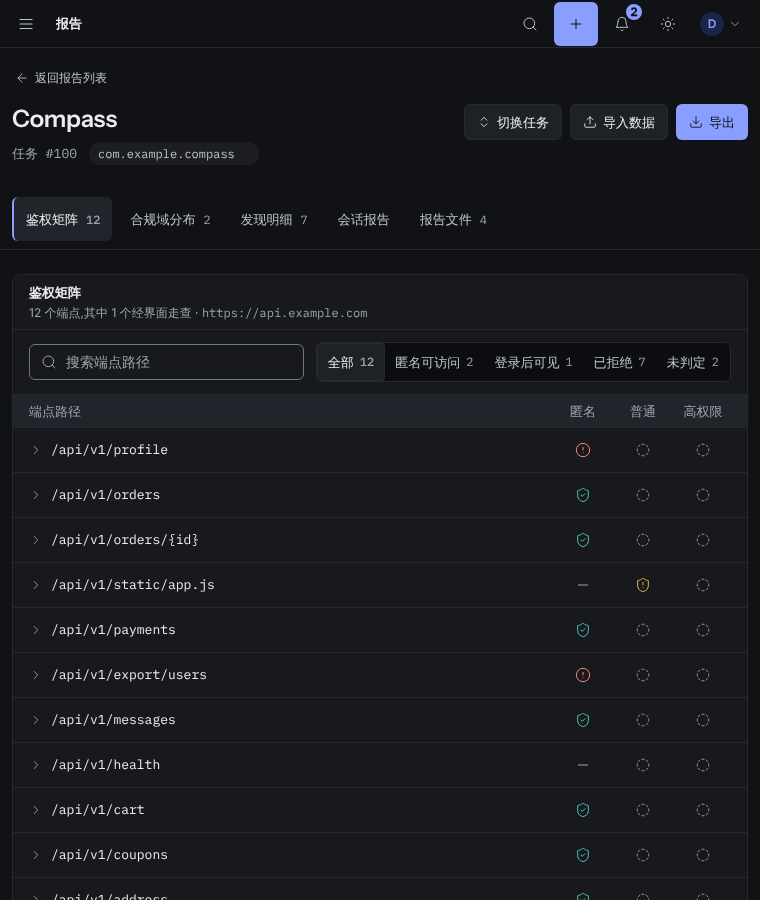 报告
2
D
返回报告列表
Compass
切换任务
导入数据
导出
任务 #100
com.example.compass
鉴权矩阵 12
合规域分布 2
发现明细 7
会话报告
报告文件 4
鉴权矩阵
12 个端点,其中 1 个经界面走查 · https://api.example.com
搜索端点路径
全部 12
匿名可访问 2
登录后可见 1
已拒绝 7
未判定 2
端点路径 匿名 普通 高权限
/api/v1/profile
/api/v1/orders
/api/v1/orders/{id}
/api/v1/static/app.js
/api/v1/payments
/api/v1/export/users
/api/v1/messages
/api/v1/health
/api/v1/cart
/api/v1/coupons
/api/v1/address